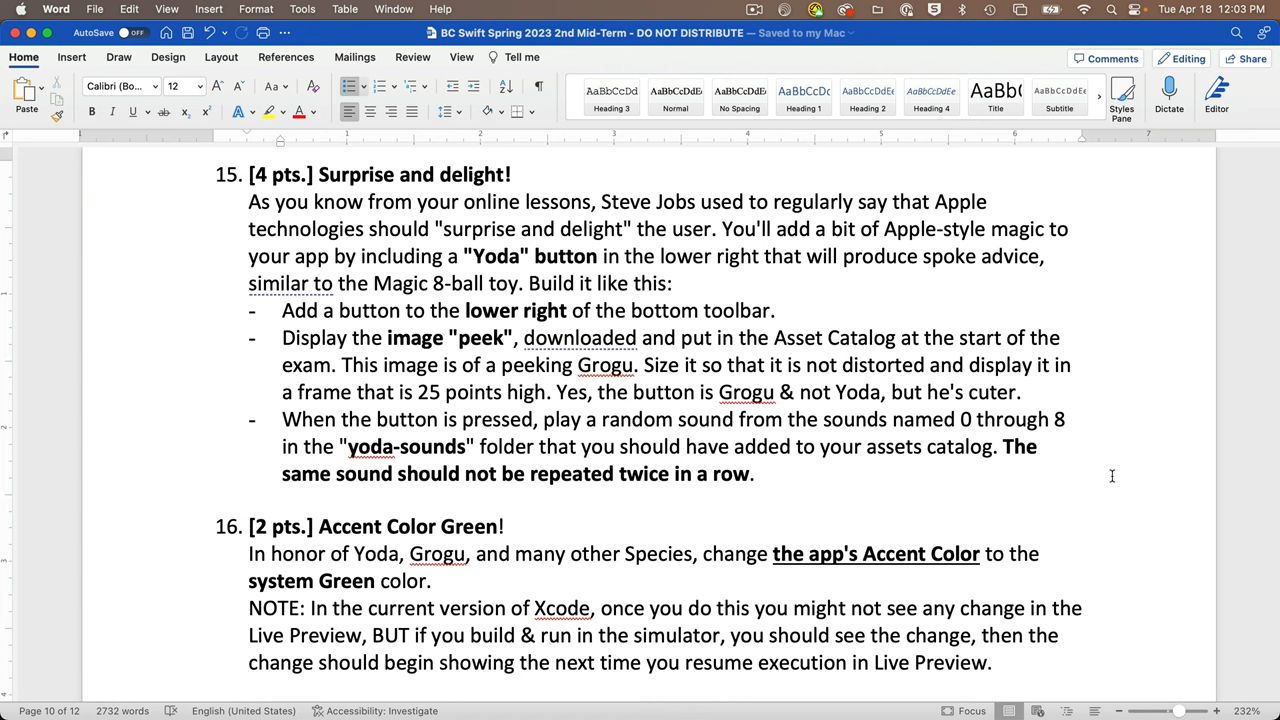 Word File Edit View Insert Format Tools Table Window Help Tue Apr 18 12:03 PM
AutoSave OFF BC Swift Spring 2023 2nd Mid-Term - DO NOT DISTRIBUTE — Saved to my Mac
Home Insert Draw Design Layout References Mailings Review View Tell me Comments Editing Share
Paste Calibri (Bo... 12 AaBbCcDd AaBbCcDdEe AaBbCcDdEe AaBbCcDc AaBbCcDdEe AaBbCcDdEe AaBb( AaBbCcDdEe
Heading 3 Normal No Spacing Heading 1 Heading 2 Heading 4 Title Subtitle Styles Pane Dictate Editor
1 1 2 3 4 5 6 7
15. [4 pts.] Surprise and delight!
As you know from your online lessons, Steve Jobs used to regularly say that Apple
technologies should "surprise and delight" the user. You'll add a bit of Apple-style magic to
your app by including a "Yoda" button in the lower right that will produce spoke advice,
similar to the Magic 8-ball toy. Build it like this:
- Add a button to the lower right of the bottom toolbar.
- Display the image "peek", downloaded and put in the Asset Catalog at the start of the
exam. This image is of a peeking Grogu. Size it so that it is not distorted and display it in
a frame that is 25 points high. Yes, the button is Grogu & not Yoda, but he's cuter.
- When the button is pressed, play a random sound from the sounds named 0 through 8
in the "yoda-sounds" folder that you should have added to your assets catalog. The
same sound should not be repeated twice in a row.
16. [2 pts.] Accent Color Green!
In honor of Yoda, Grogu, and many other Species, change the app's Accent Color to the
system Green color.
NOTE: In the current version of Xcode, once you do this you might not see any change in the
Live Preview, BUT if you build & run in the simulator, you should see the change, then the
change should begin showing the next time you resume execution in Live Preview.
Page 10 of 12 2732 words English (United States) Accessibility: Investigate Focus 232%